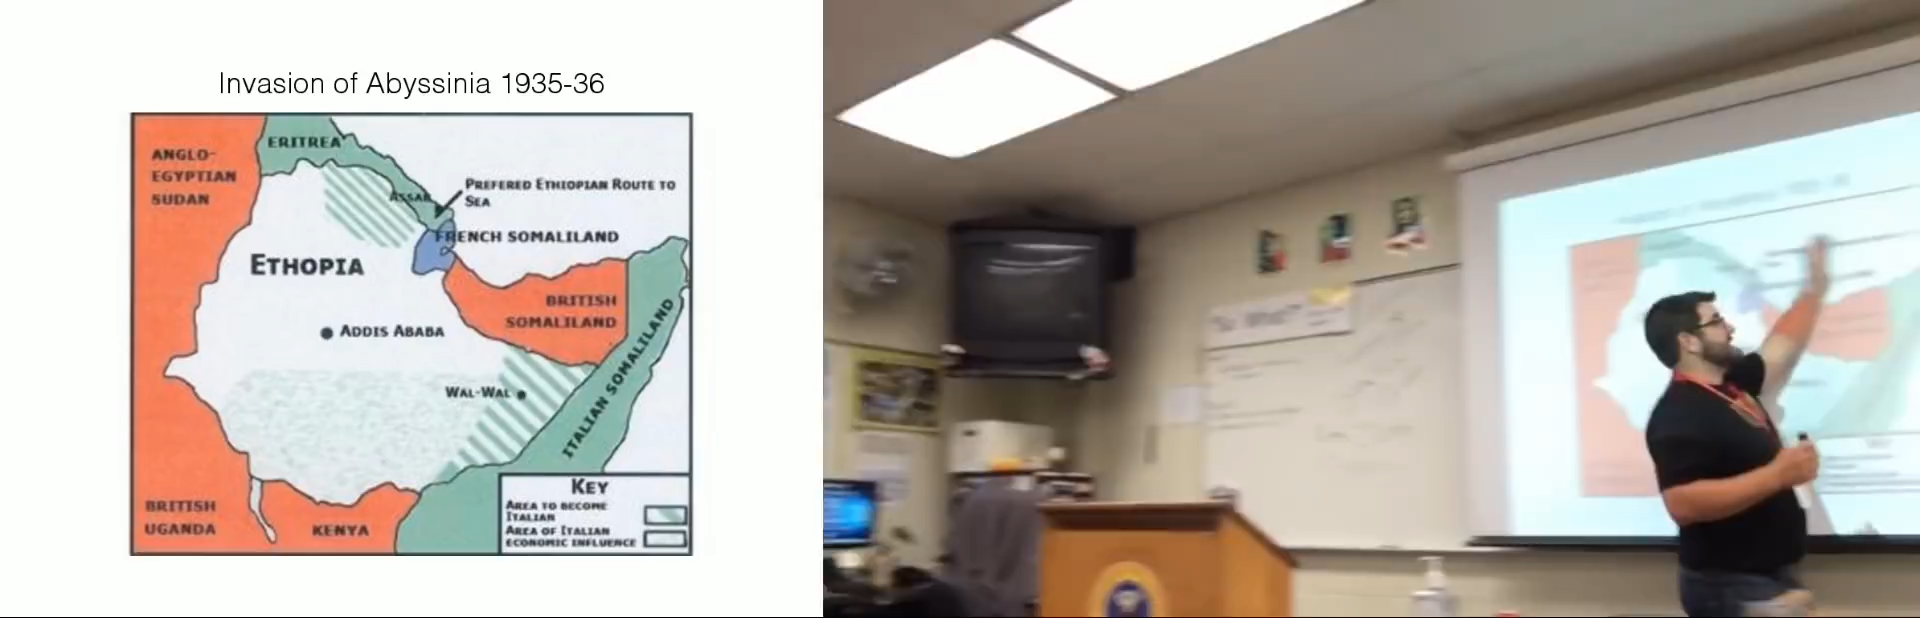 Invasion of Abyssinia 1935-36
ERITREA
ANGLO-
EGYPTIAN
SUDAN
ASSAB
PREFERED ETHIOPIAN ROUTE TO
SEA
FRENCH SOMALILAND
ETHOPIA
BRITISH
SOMALILAND
ADDIS ABABA
WAL-WAL
ITALIAN SOMALILAND
BRITISH
UGANDA
KENYA
KEY
AREA TO BECOME
ITALIAN
AREA OF ITALIAN
ECONOMIC INFLUENCE
So What?